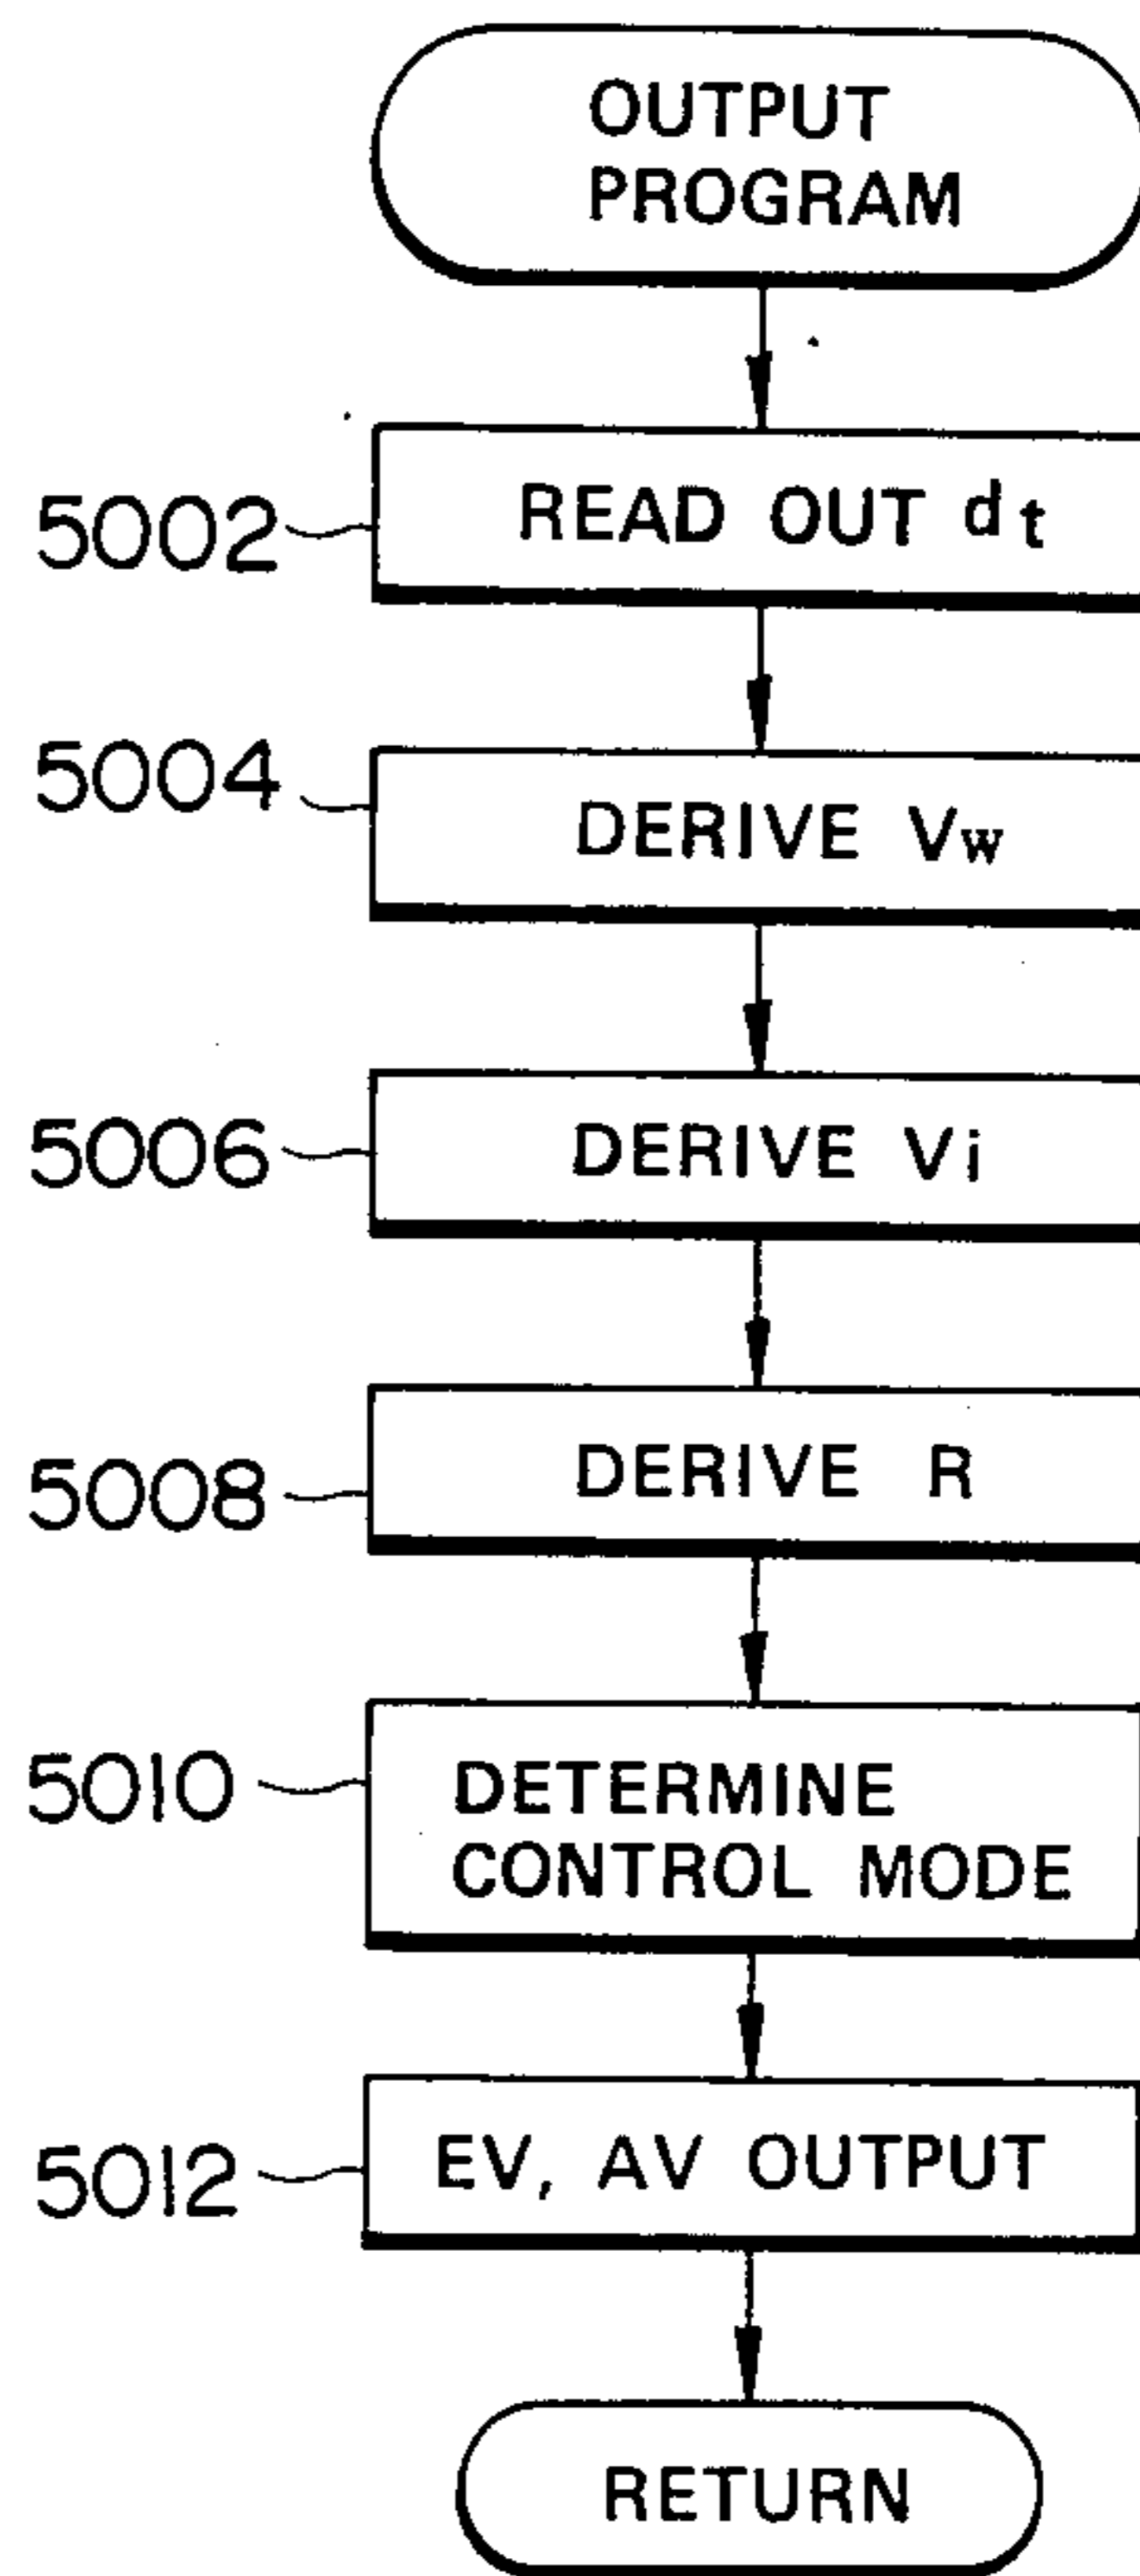 OUTPUT
PROGRAM
5002
READ OUT dt
5004
DERIVE Vw
5006
DERIVE Vi
5008
DERIVE R
5010
DETERMINE
CONTROL MODE
5012
EV, AV OUTPUT
RETURN